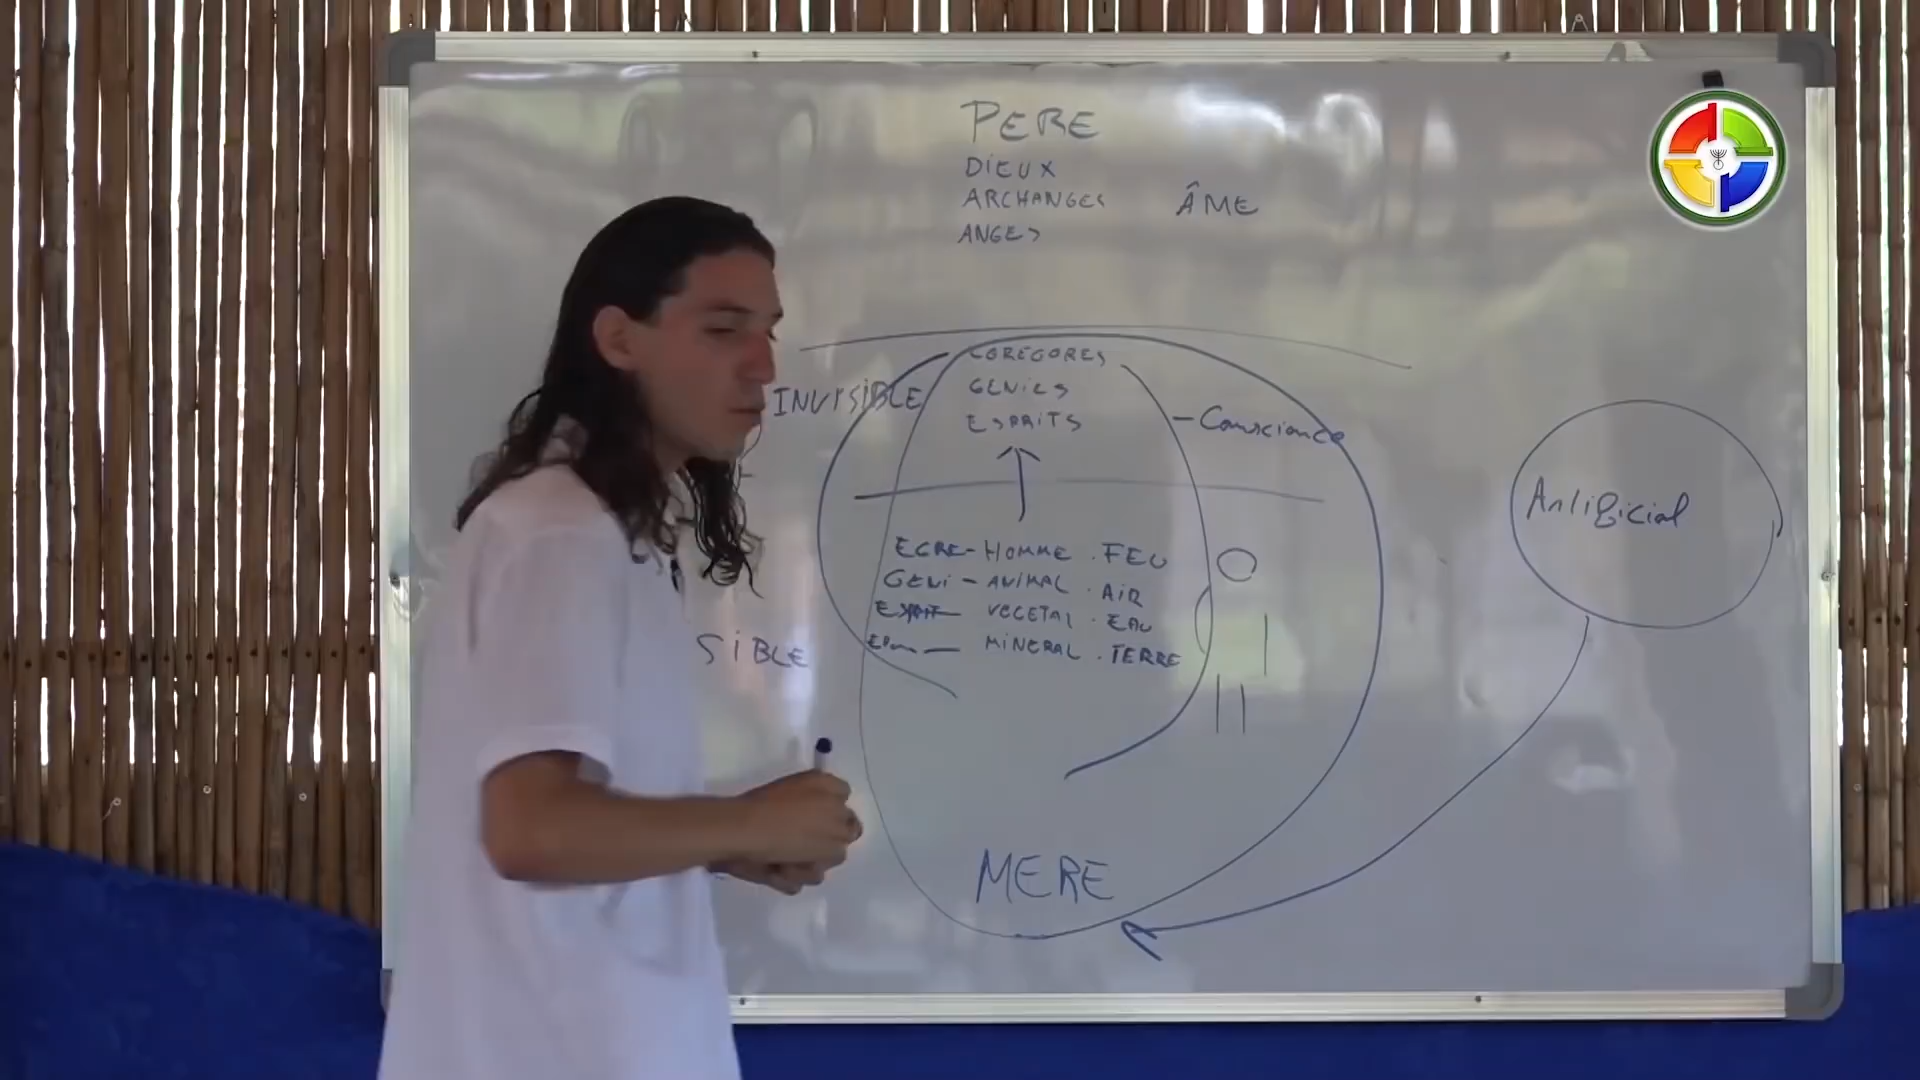 PERE
DIEUX
ARCHANGES ÂME
ANGES
EGREGORES
INVISIBLE GENIES
ESPRITS - Conscience
Artificiel
EGRE - HOMME . FEU
GENI - ANIMAL . AIR
VEGETAL . EAU
MINERAL . TERRE
SIBLE
MERE